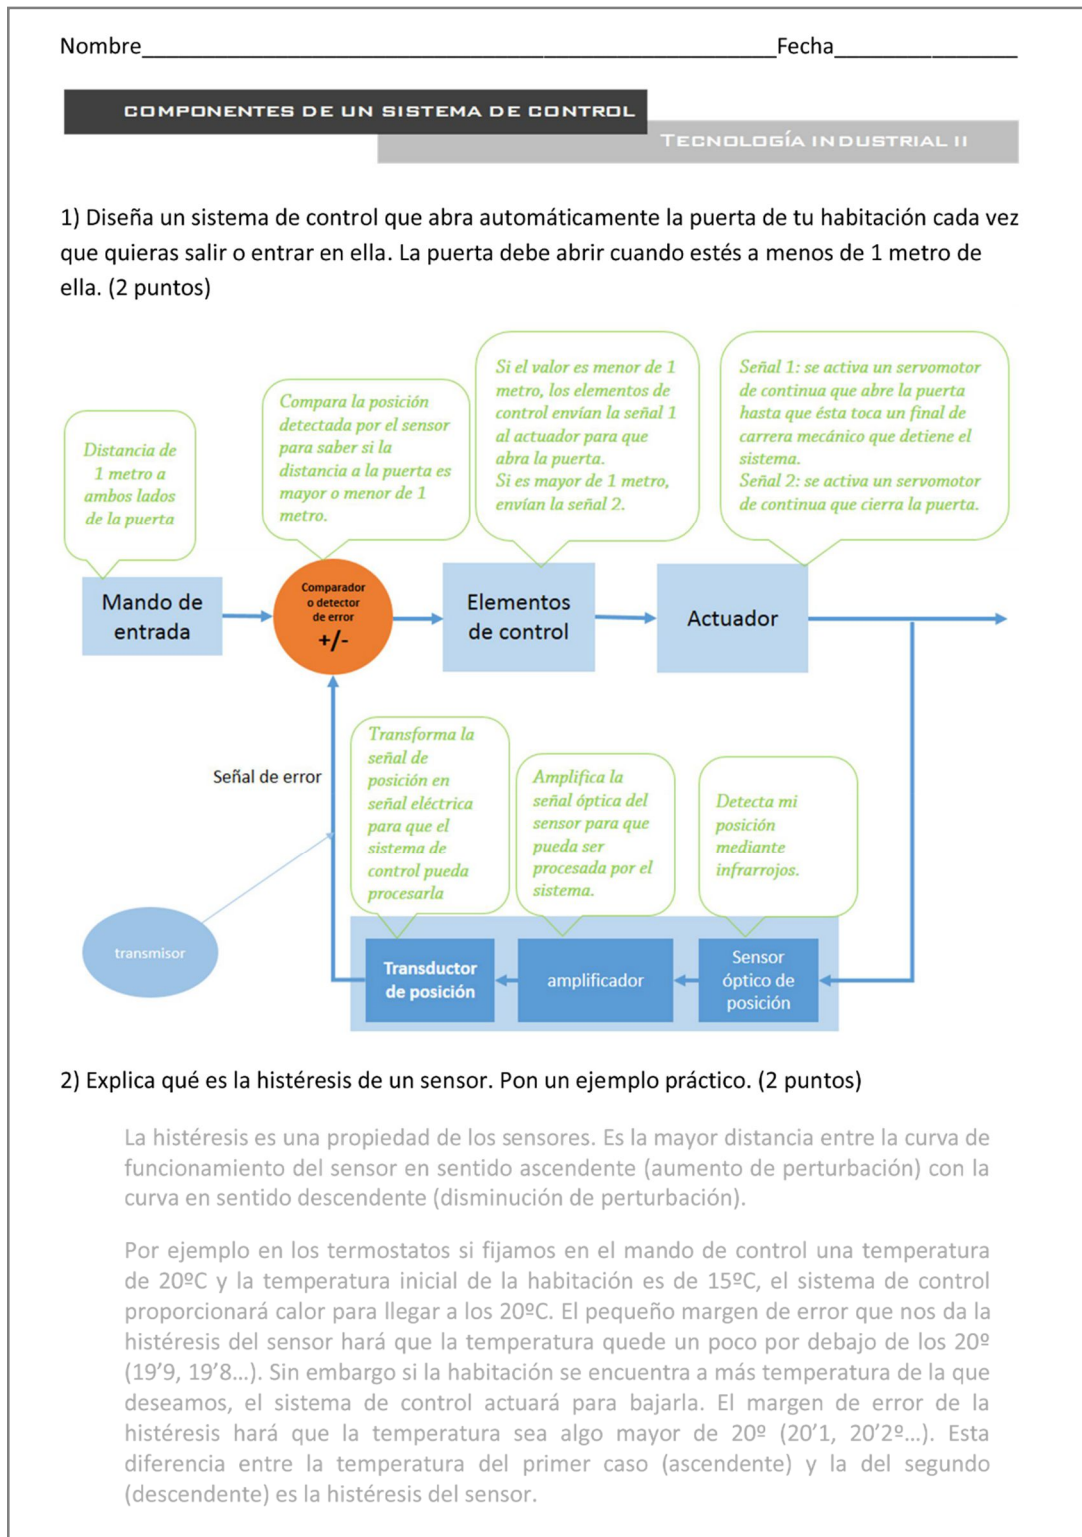 Nombre____________________________________________________Fecha_______________
COMPONENTES DE UN SISTEMA DE CONTROL
TECNOLOGÍA INDUSTRIAL II
1) Diseña un sistema de control que abra automáticamente la puerta de tu habitación cada vez
que quieras salir o entrar en ella. La puerta debe abrir cuando estés a menos de 1 metro de
ella. (2 puntos)
Distancia de
1 metro a
ambos lados
de la puerta
Compara la posición
detectada por el sensor
para saber si la
distancia a la puerta es
mayor o menor de 1
metro.
Si el valor es menor de 1
metro, los elementos de
control envían la señal 1
al actuador para que
abra la puerta.
Si es mayor de 1 metro,
envían la señal 2.
Señal 1: se activa un servomotor
de continua que abre la puerta
hasta que ésta toca un final de
carrera mecánico que detiene el
sistema.
Señal 2: se activa un servomotor
de continua que cierra la puerta.
Mando de
entrada
Comparador
o detector
de error
+/-
Elementos
de control
Actuador
Señal de error
Transforma la
señal de
posición en
señal eléctrica
para que el
sistema de
control pueda
procesarla
Amplifica la
señal óptica del
sensor para que
pueda ser
procesada por el
sistema.
Detecta mi
posición
mediante
infrarrojos.
transmisor
Transductor
de posición
amplificador
Sensor
óptico de
posición
2) Explica qué es la histéresis de un sensor. Pon un ejemplo práctico. (2 puntos)
La histéresis es una propiedad de los sensores. Es la mayor distancia entre la curva de
funcionamiento del sensor en sentido ascendente (aumento de perturbación) con la
curva en sentido descendente (disminución de perturbación).
Por ejemplo en los termostatos si fijamos en el mando de control una temperatura
de 20ºC y la temperatura inicial de la habitación es de 15ºC, el sistema de control
proporcionará calor para llegar a los 20ºC. El pequeño margen de error que nos da la
histéresis del sensor hará que la temperatura quede un poco por debajo de los 20º
(19’9, 19’8…). Sin embargo si la habitación se encuentra a más temperatura de la que
deseamos, el sistema de control actuará para bajarla. El margen de error de la
histéresis hará que la temperatura sea algo mayor de 20º (20’1, 20’2º…). Esta
diferencia entre la temperatura del primer caso (ascendente) y la del segundo
(descendente) es la histéresis del sensor.